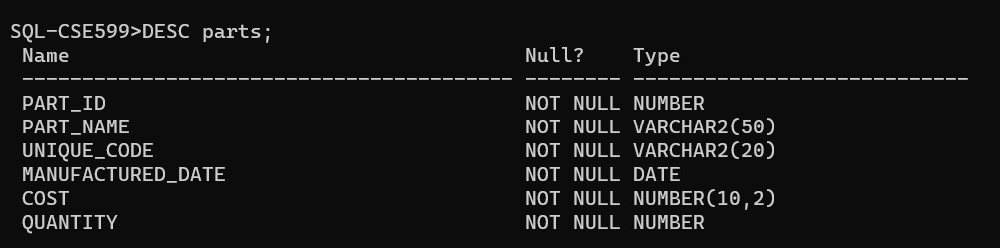 SQL-CSE599>DESC parts;
Name Null? Type
----------------------------------------- -------- ----------------------------
PART_ID NOT NULL NUMBER
PART_NAME NOT NULL VARCHAR2(50)
UNIQUE_CODE NOT NULL VARCHAR2(20)
MANUFACTURED_DATE NOT NULL DATE
COST NOT NULL NUMBER(10,2)
QUANTITY NOT NULL NUMBER